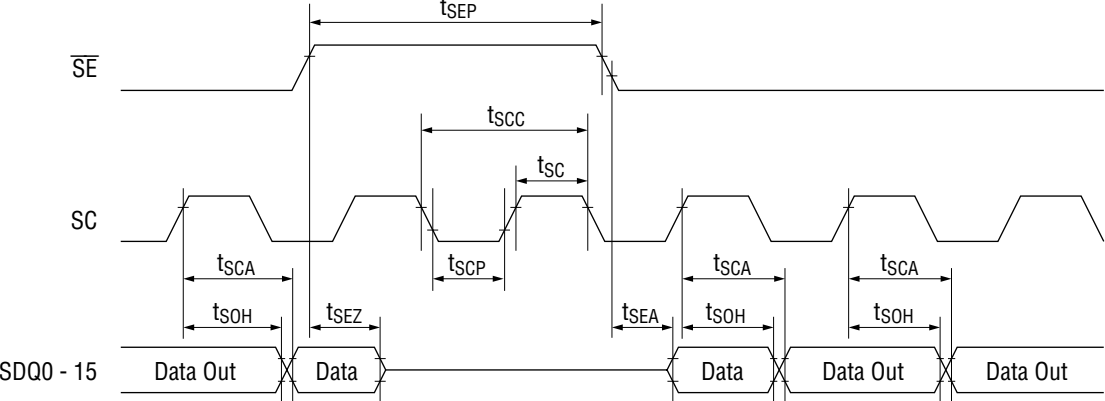 tSEP
SE
tSCC
tSC
SC
tSCP
tSCA
tSCA
tSCA
tSOH
tSEZ
tSEA
tSOH
tSOH
SDQ0 - 15
Data Out
Data
Data
Data Out
Data Out